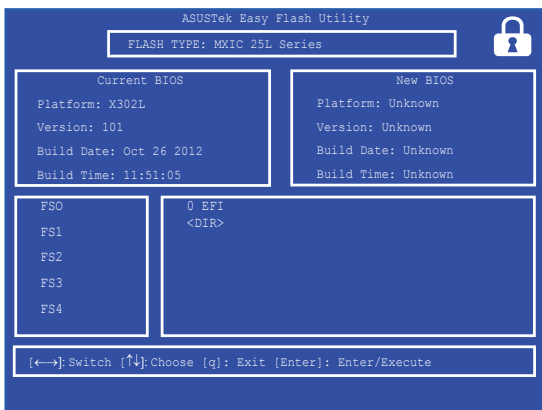 ASUSTek Easy Flash Utility
FLASH TYPE: MXIC 25L Series
Current BIOS
Platform: X302L
Version: 101
Build Date: Oct 26 2012
Build Time: 11:51:05
New BIOS
Platform: Unknown
Version: Unknown
Build Date: Unknown
Build Time: Unknown
FSO
FS1
FS2
FS3
FS4
0 EFI
<DIR>
[←→]: Switch [↑↓]: Choose [q]: Exit [Enter]: Enter/Execute